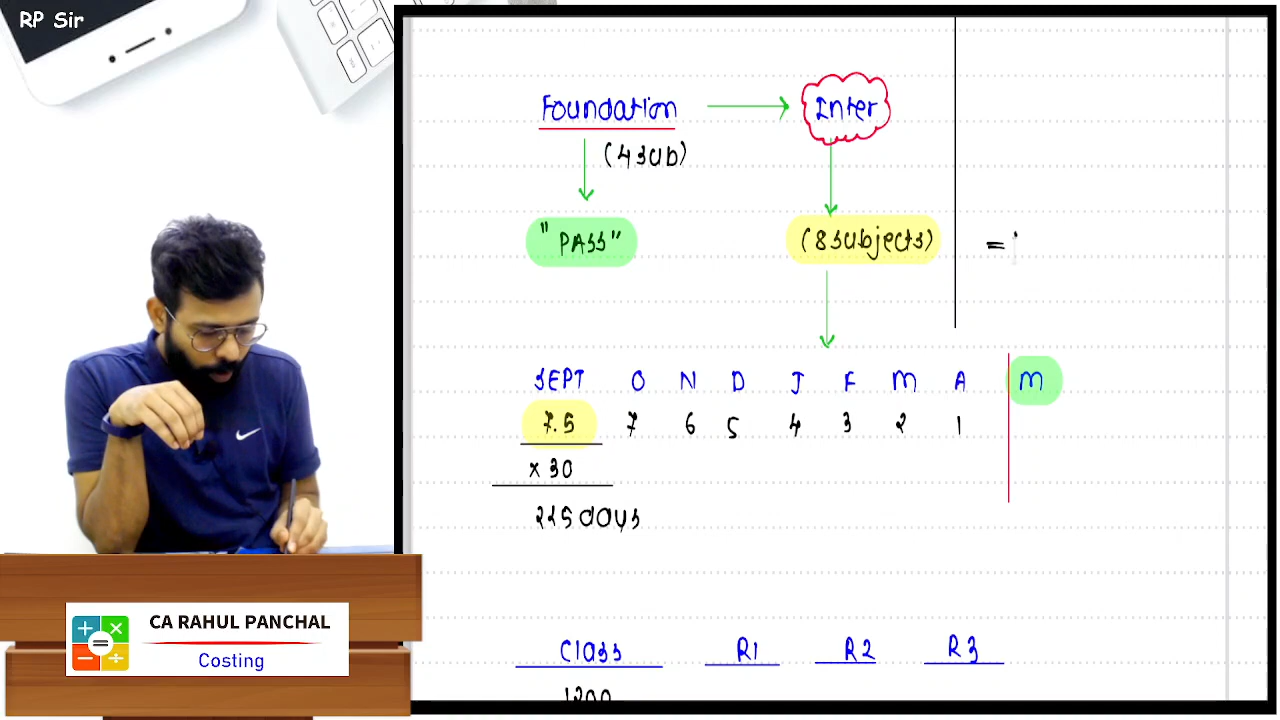 RP Sir
Foundation → Inter
(4 sub)
"PASS"
(8 subjects)
=
SEPT O N D J F M A M
7.5 7 6 5 4 3 2 1
x 30
225 days
CA RAHUL PANCHAL
Costing
Class R1 R2 R3
1200